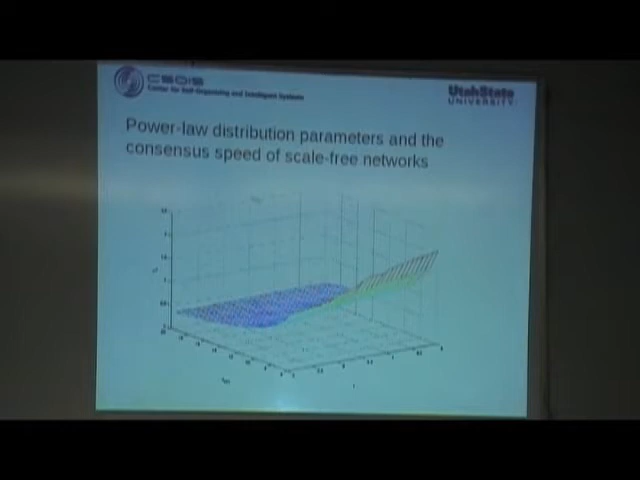 CSOIS
Center for Self-Organizing and Intelligent Systems
UtahState
UNIVERSITY
Power-law distribution parameters and the
consensus speed of scale-free networks